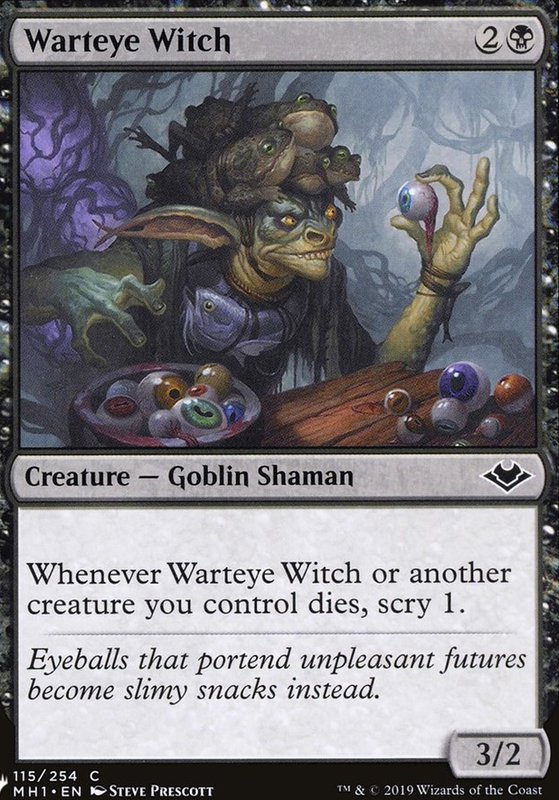 Warteye Witch 2
Creature — Goblin Shaman
Whenever Warteye Witch or another
creature you control dies, scry 1.
Eyeballs that portend unpleasant futures
become slimy snacks instead.
3/2
115/254 C
MH1 • EN Steve Prescott
™ & © 2019 Wizards of the Coast